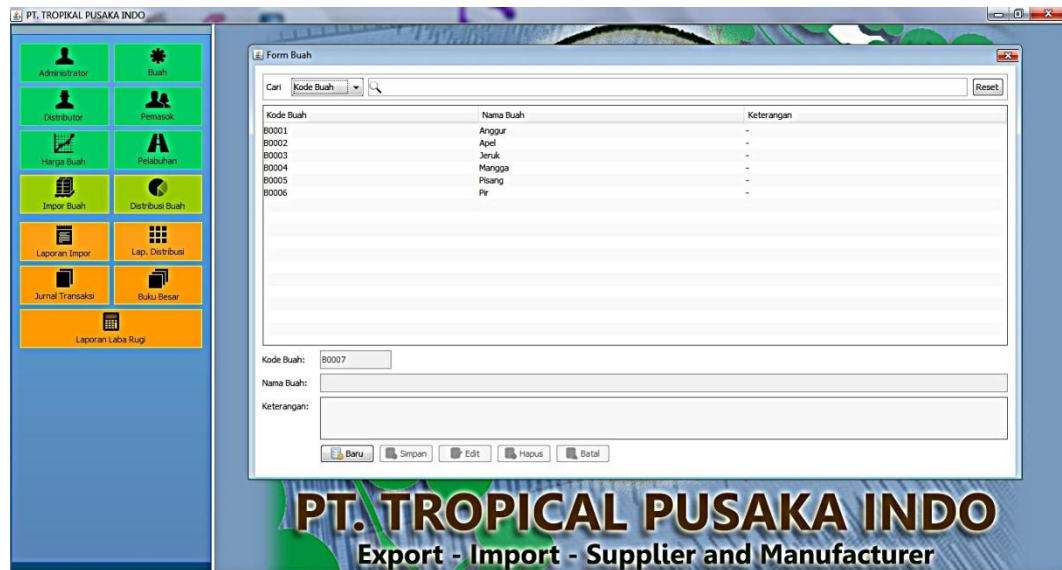 PT. TROPIKAL PUSAKA INDO
Administrator
Buah
Distributor
Pemasok
Harga Buah
Pelabuhan
Impor Buah
Distribusi Buah
Laporan Impor
Lap. Distribusi
Jurnal Transaksi
Buku Besar
Laporan Laba Rugi
Form Buah
Cari Kode Buah Reset
Kode Buah Nama Buah Keterangan
B0001 Anggur -
B0002 Apel -
B0003 Jeruk -
B0004 Mangga -
B0005 Pisang -
B0006 Pir -
Kode Buah: B0007
Nama Buah:
Keterangan:
Baru Simpan Edit Hapus Batal
PT. TROPICAL PUSAKA INDO
Export - Import - Supplier and Manufacturer